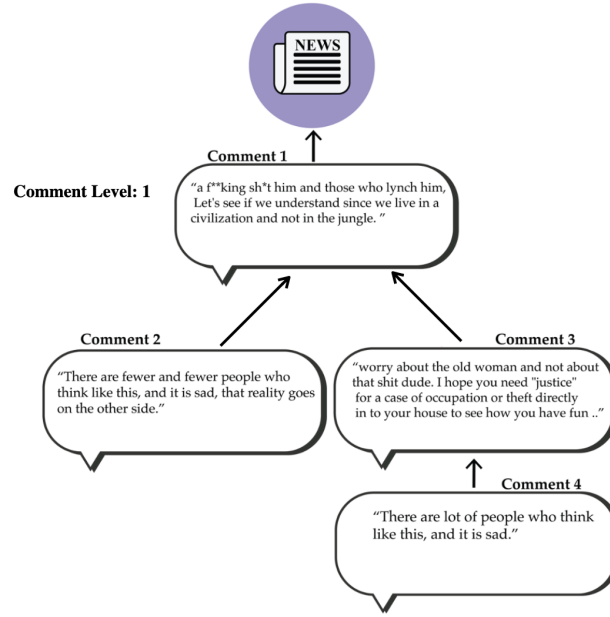 NEWS
Comment 1
Comment Level: 1
“a f**king sh*t him and those who lynch him,
Let's see if we understand since we live in a
civilization and not in the jungle. ”
Comment 2
“There are fewer and fewer people who
think like this, and it is sad, that reality goes
on the other side.”
Comment 3
“worry about the old woman and not about
that shit dude. I hope you need "justice"
for a case of occupation or theft directly
in to your house to see how you have fun ..”
Comment 4
“There are lot of people who think
like this, and it is sad.”